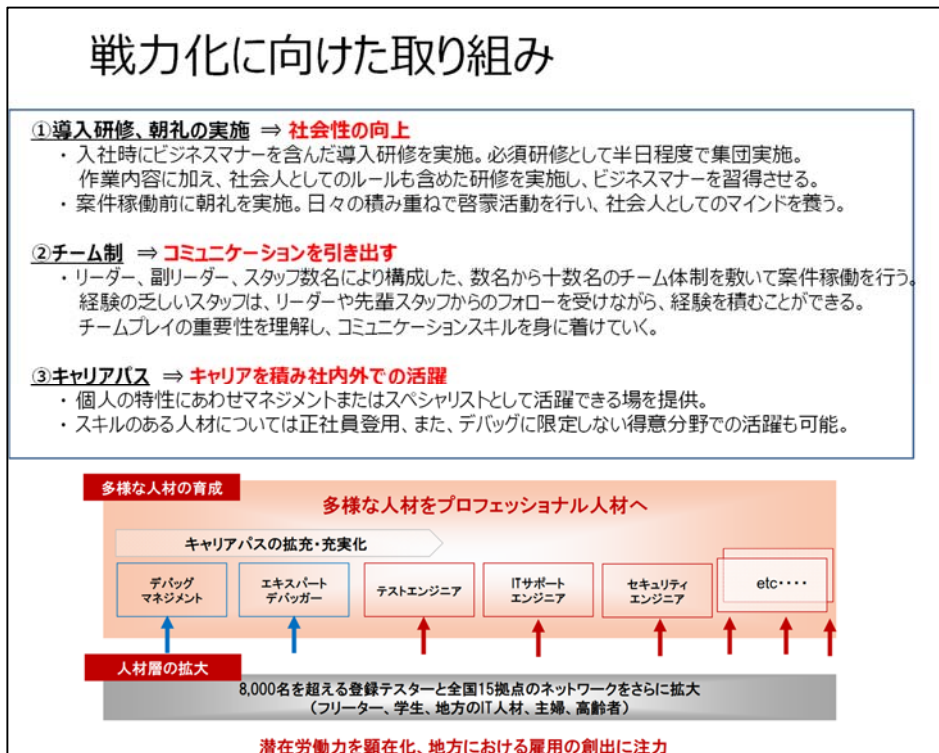 戦力化に向けた取り組み
①導入研修、朝礼の実施 ⇒ 社会性の向上
・ 入社時にビジネスマナーを含んだ導入研修を実施。必須研修として半日程度で集団実施。
作業内容に加え、社会人としてのルールも含めた研修を実施し、ビジネスマナーを習得させる。
・ 案件稼働前に朝礼を実施。日々の積み重ねで啓蒙活動を行い、社会人としてのマインドを養う。
②チーム制 ⇒ コミュニケーションを引き出す
・ リーダー、副リーダー、スタッフ数名により構成した、数名から十数名のチーム体制を敷いて案件稼働を行う。
経験の乏しいスタッフは、リーダーや先輩スタッフからのフォローを受けながら、経験を積むことができる。
チームプレイの重要性を理解し、コミュニケーションスキルを身に着けていく。
③キャリアパス ⇒ キャリアを積み社内外での活躍
・ 個人の特性にあわせマネジメントまたはスペシャリストとして活躍できる場を提供。
・ スキルのある人材については正社員登用、また、デバッグに限定しない得意分野での活躍も可能。
多様な人材の育成
多様な人材をプロフェッショナル人材へ
キャリアパスの拡充・充実化
デバッグ
マネジメント
エキスパート
デバッガー
テストエンジニア
ITサポート
エンジニア
セキュリティ
エンジニア
etc････
人材層の拡大
8,000名を超える登録テスターと全国15拠点のネットワークをさらに拡大
（フリーター、学生、地方のIT人材、主婦、高齢者）
潜在労働力を顕在化、地方における雇用の創出に注力